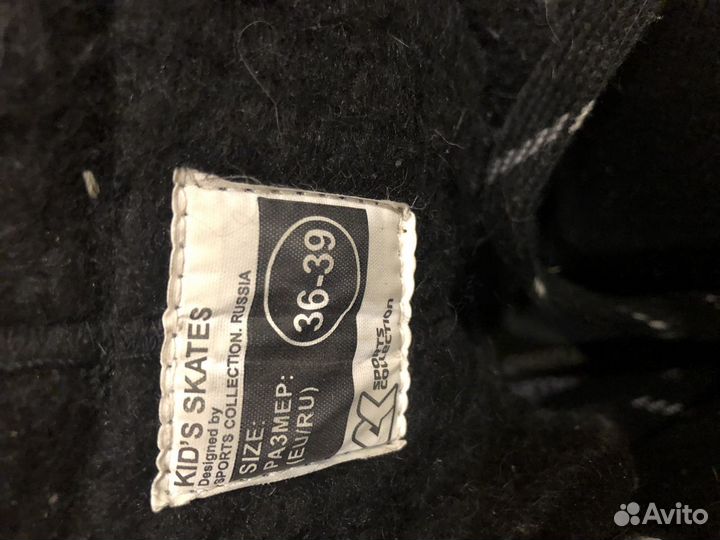 KID'S SKATES
Designed by
SPORTS COLLECTION. RUSSIA
SIZE:
РАЗМЕР:
(EU/RU)
36-39
SPORTS
COLLECTION
Avito